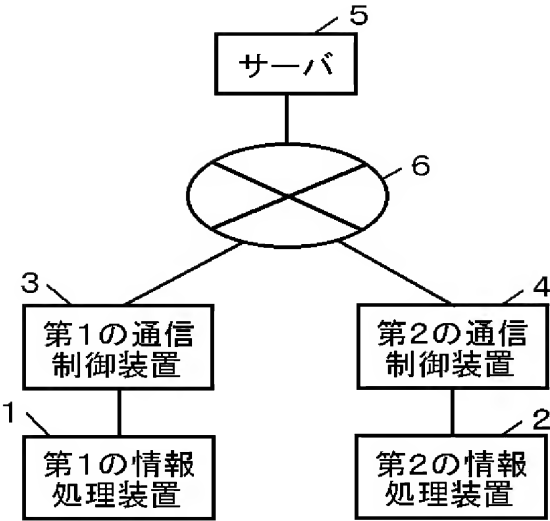 5
サーバ
6
3
4
第1の通信
制御装置
第2の通信
制御装置
1
2
第1の情報
処理装置
第2の情報
処理装置